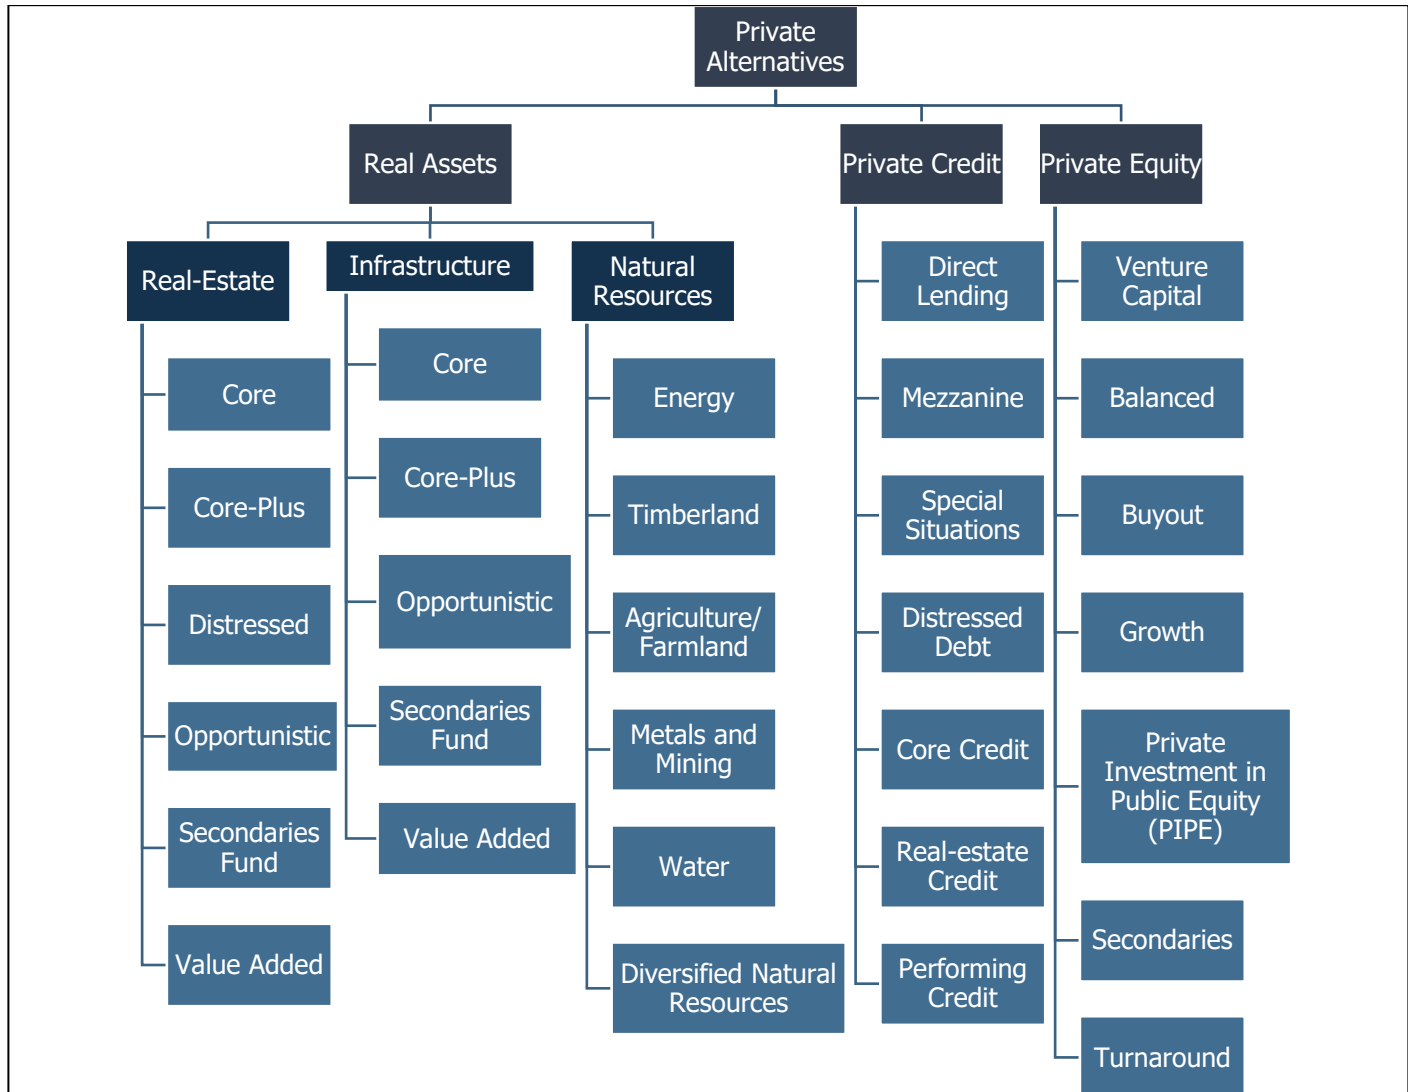 Private
Alternatives
Real Assets
Private Credit
Private Equity
Real-Estate
Infrastructure
Natural
Resources
Core
Core-Plus
Distressed
Opportunistic
Secondaries
Fund
Value Added
Core
Core-Plus
Opportunistic
Secondaries
Fund
Value Added
Energy
Timberland
Agriculture/
Farmland
Metals and
Mining
Water
Diversified Natural
Resources
Direct
Lending
Mezzanine
Special
Situations
Distressed
Debt
Core Credit
Real-estate
Credit
Performing
Credit
Venture
Capital
Balanced
Buyout
Growth
Private
Investment in
Public Equity
(PIPE)
Secondaries
Turnaround